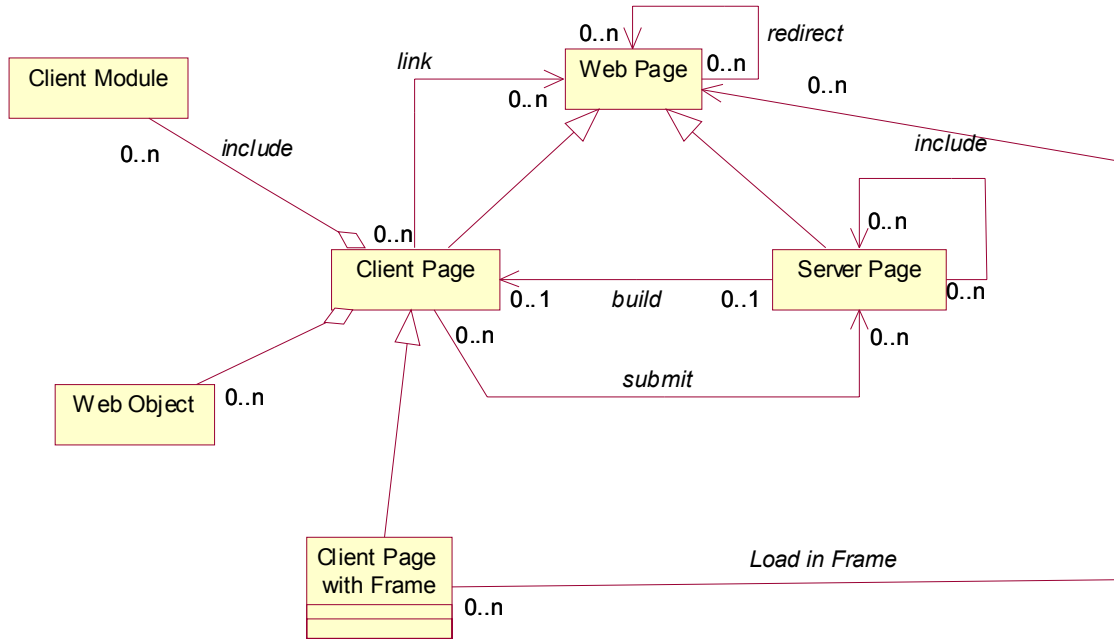 0..n
redirect
link
Web Page
0..n
0..n
0..n
Client Module
0..n
include
include
0..n
0..n
Client Page
Server Page
0..n
0..1
build
0..1
0..n
0..n
submit
Web Object
0..n
Client Page
with Frame
Load in Frame
0..n